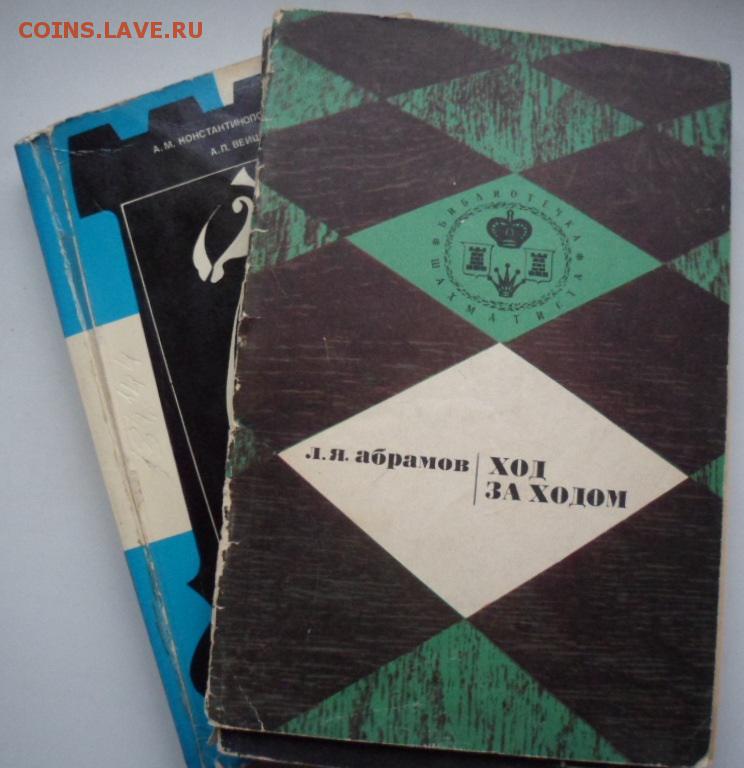 COINS.LAVE.RU
А. М. КОНСТАНТИНОПО
А. П. ВЕЙЦ
БИБЛИОТЕЧКА
ШАХМАТИСТА
Л. Я. абрамов
ХОД
ЗА ХОДОМ